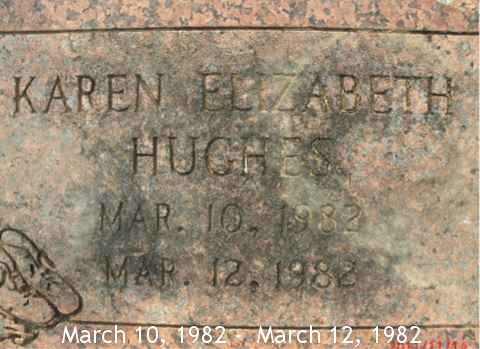 KAREN ELIZABETH
HUGHES
MAR. 10, 1982
MAR. 12, 1982
March 10, 1982 - March 12, 1982